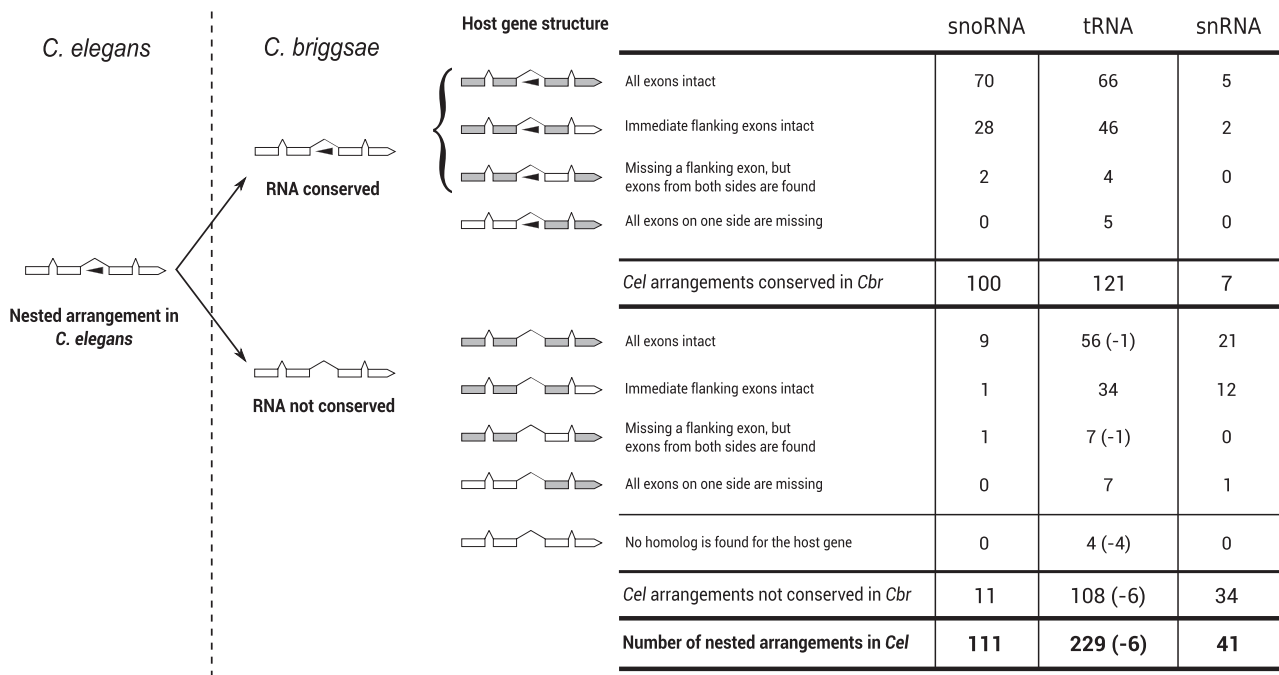 C. elegans
C. briggsae
Host gene structure
snoRNA tRNA snRNA
All exons intact 70 66 5
Immediate flanking exons intact 28 46 2
Missing a flanking exon, but
exons from both sides are found 2 4 0
All exons on one side are missing 0 5 0
RNA conserved
Cel arrangements conserved in Cbr 100 121 7
Nested arrangement in
C. elegans
All exons intact 9 56 (-1) 21
Immediate flanking exons intact 1 34 12
RNA not conserved
Missing a flanking exon, but
exons from both sides are found 1 7 (-1) 0
All exons on one side are missing 0 7 1
No homolog is found for the host gene 0 4 (-4) 0
Cel arrangements not conserved in Cbr 11 108 (-6) 34
Number of nested arrangements in Cel 111 229 (-6) 41